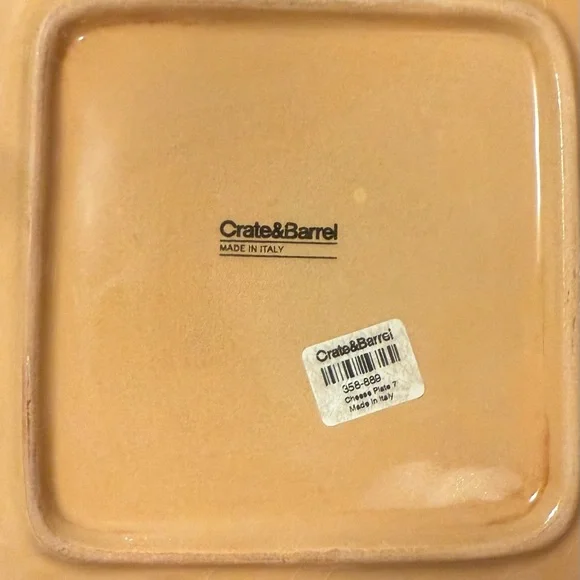 Crate&Barrel
MADE IN ITALY
Crate&Barrel
358-889
Cheese Plate 7
Made in Italy